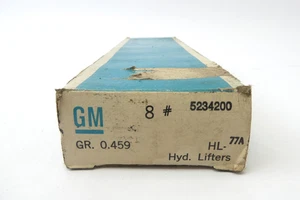 GM 8 # 5234200
GR. 0.459 HL-77A
Hyd. Lifters